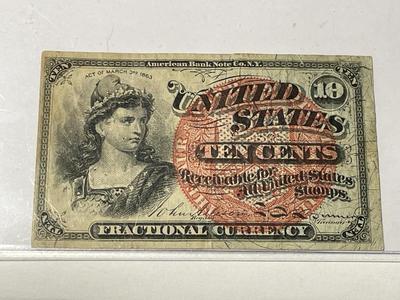 American Bank Note Co. N.Y.
ACT OF MARCH 3RD 1863
10
UNITED
STATES
TEN CENTS
Receivable for
All United States
Stamps.
FRACTIONAL CURRENCY